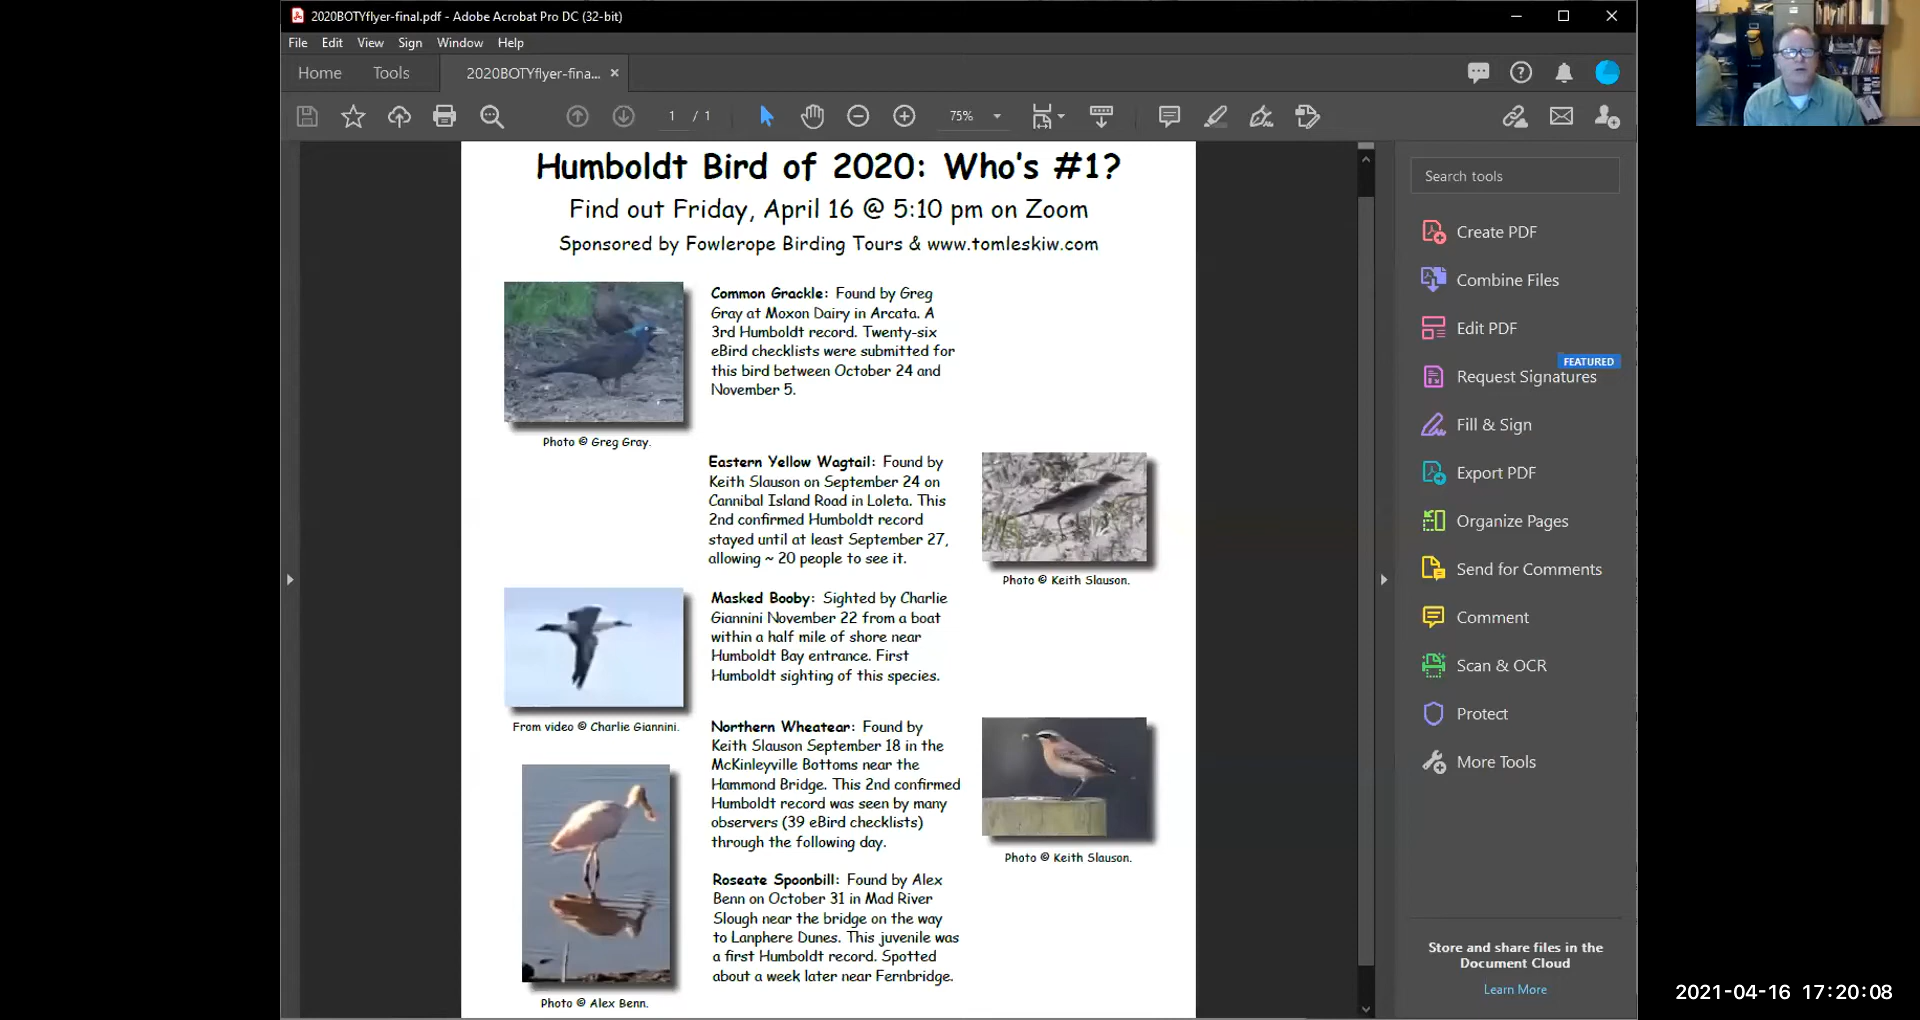 2020BOTYflyer-final.pdf - Adobe Acrobat Pro DC (32-bit)
File Edit View Sign Window Help
Home Tools 2020BOTYflyer-fina... ×
1 / 1 75%
Humboldt Bird of 2020: Who's #1?
Find out Friday, April 16 @ 5:10 pm on Zoom
Sponsored by Fowlerope Birding Tours & www.tomleskiw.com
Common Grackle: Found by Greg
Gray at Moxon Dairy in Arcata. A
3rd Humboldt record. Twenty-six
eBird checklists were submitted for
this bird between October 24 and
November 5.
Photo © Greg Gray.
Eastern Yellow Wagtail: Found by
Keith Slauson on September 24 on
Cannibal Island Road in Loleta. This
2nd confirmed Humboldt record
stayed until at least September 27,
allowing ~ 20 people to see it.
Photo © Keith Slauson.
Masked Booby: Sighted by Charlie
Giannini November 22 from a boat
within a half mile of shore near
Humboldt Bay entrance. First
Humboldt sighting of this species.
From video © Charlie Giannini.
Northern Wheatear: Found by
Keith Slauson September 18 in the
McKinleyville Bottoms near the
Hammond Bridge. This 2nd confirmed
Humboldt record was seen by many
observers (39 eBird checklists)
through the following day.
Photo © Keith Slauson.
Roseate Spoonbill: Found by Alex
Benn on October 31 in Mad River
Slough near the bridge on the way
to Lanphere Dunes. This juvenile was
a first Humboldt record. Spotted
about a week later near Fernbridge.
Photo © Alex Benn.
Search tools
Create PDF
Combine Files
Edit PDF
FEATURED
Request Signatures
Fill & Sign
Export PDF
Organize Pages
Send for Comments
Comment
Scan & OCR
Protect
More Tools
Store and share files in the
Document Cloud
Learn More
2021-04-16 17:20:08